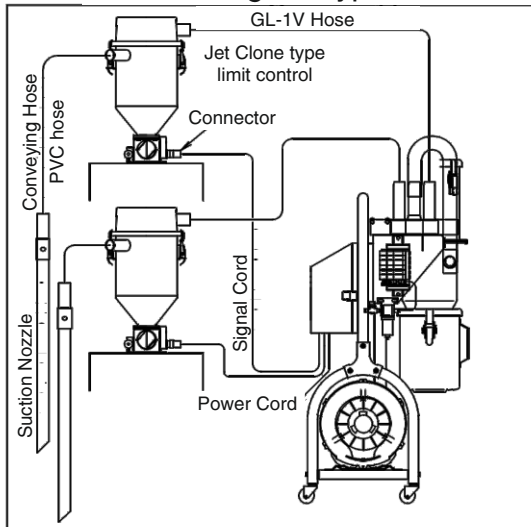 GL-1V Hose
Jet Clone type
limit control
Connector
Conveying Hose
PVC hose
Suction Nozzle
Signal Cord
Power Cord